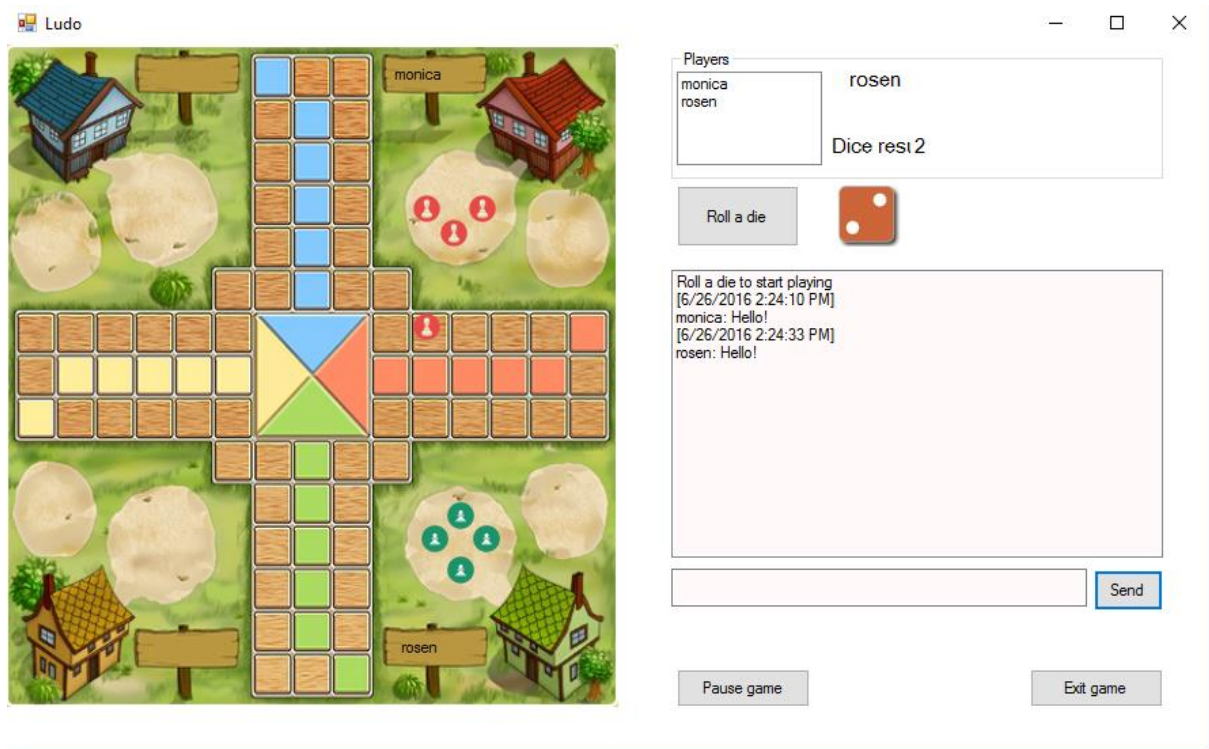 Ludo
monica
rosen
Players
monica
rosen
rosen
Dice resu 2
Roll a die
Roll a die to start playing
[6/26/2016 2:24:10 PM]
monica: Hello!
[6/26/2016 2:24:33 PM]
rosen: Hello!
Send
Pause game
Exit game